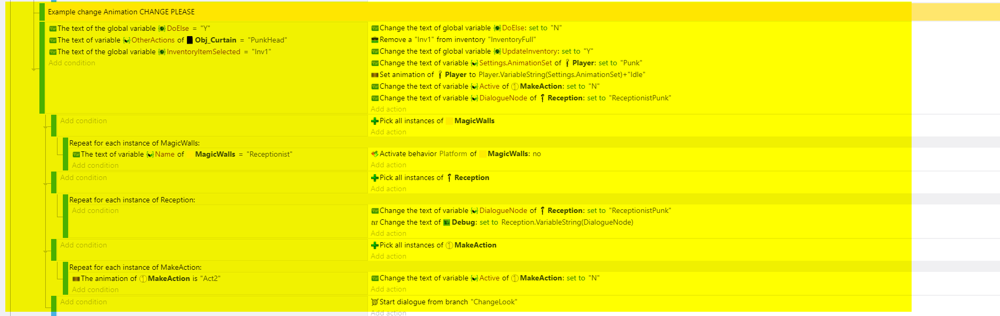 Example change Animation CHANGE PLEASE
The text of the global variable DoElse = "Y"
The text of variable OtherActions of Obj_Curtain = "PunkHead"
The text of the global variable InventoryItemSelected = "Inv1"
Add condition
Change the text of global variable DoElse: set to "N"
Remove a "Inv1" from inventory "InventoryFull"
Change the text of global variable UpdateInventory: set to "Y"
Change the text of variable Settings.AnimationSet of Player: set to "Punk"
Set animation of Player to Player.VariableString(Settings.AnimationSet)+"Idle"
Change the text of variable Active of MakeAction: set to "N"
Change the text of variable DialogueNode of Reception: set to "ReceptionistPunk"
Add action
Add condition
Pick all instances of MagicWalls
Add action
Repeat for each instance of MagicWalls:
The text of variable Name of MagicWalls = "Receptionist"
Add condition
Activate behavior Platform of MagicWalls: no
Add action
Add condition
Pick all instances of Reception
Add action
Repeat for each instance of Reception:
Add condition
Change the text of variable DialogueNode of Reception: set to "ReceptionistPunk"
Change the text of Debug: set to Reception.VariableString(DialogueNode)
Add action
Add condition
Pick all instances of MakeAction
Add action
Repeat for each instance of MakeAction:
The animation of MakeAction is "Act2"
Add condition
Change the text of variable Active of MakeAction: set to "N"
Add action
Add condition
Start dialogue from branch "ChangeLook"
Add action